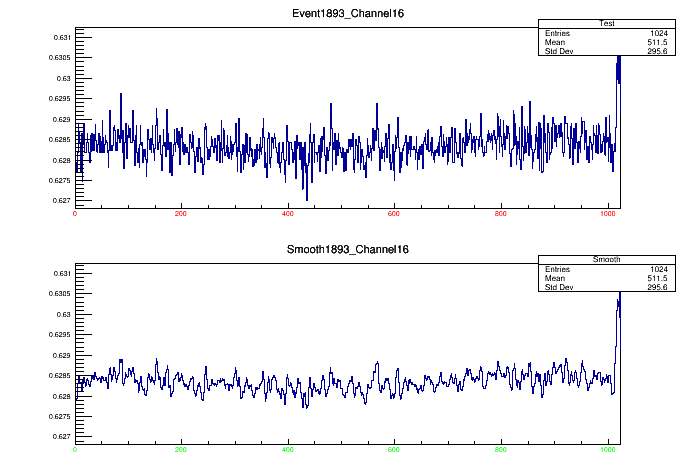 Event1893_Channel16
Test
Entries 1024
Mean 511.5
Std Dev 295.6
0.631
0.6305
0.63
0.6295
0.629
0.6285
0.628
0.6275
0.627
0 200 400 600 800 1000
Smooth1893_Channel16
Smooth
Entries 1024
Mean 511.5
Std Dev 295.6
0.631
0.6305
0.63
0.6295
0.629
0.6285
0.628
0.6275
0.627
0 200 400 600 800 1000